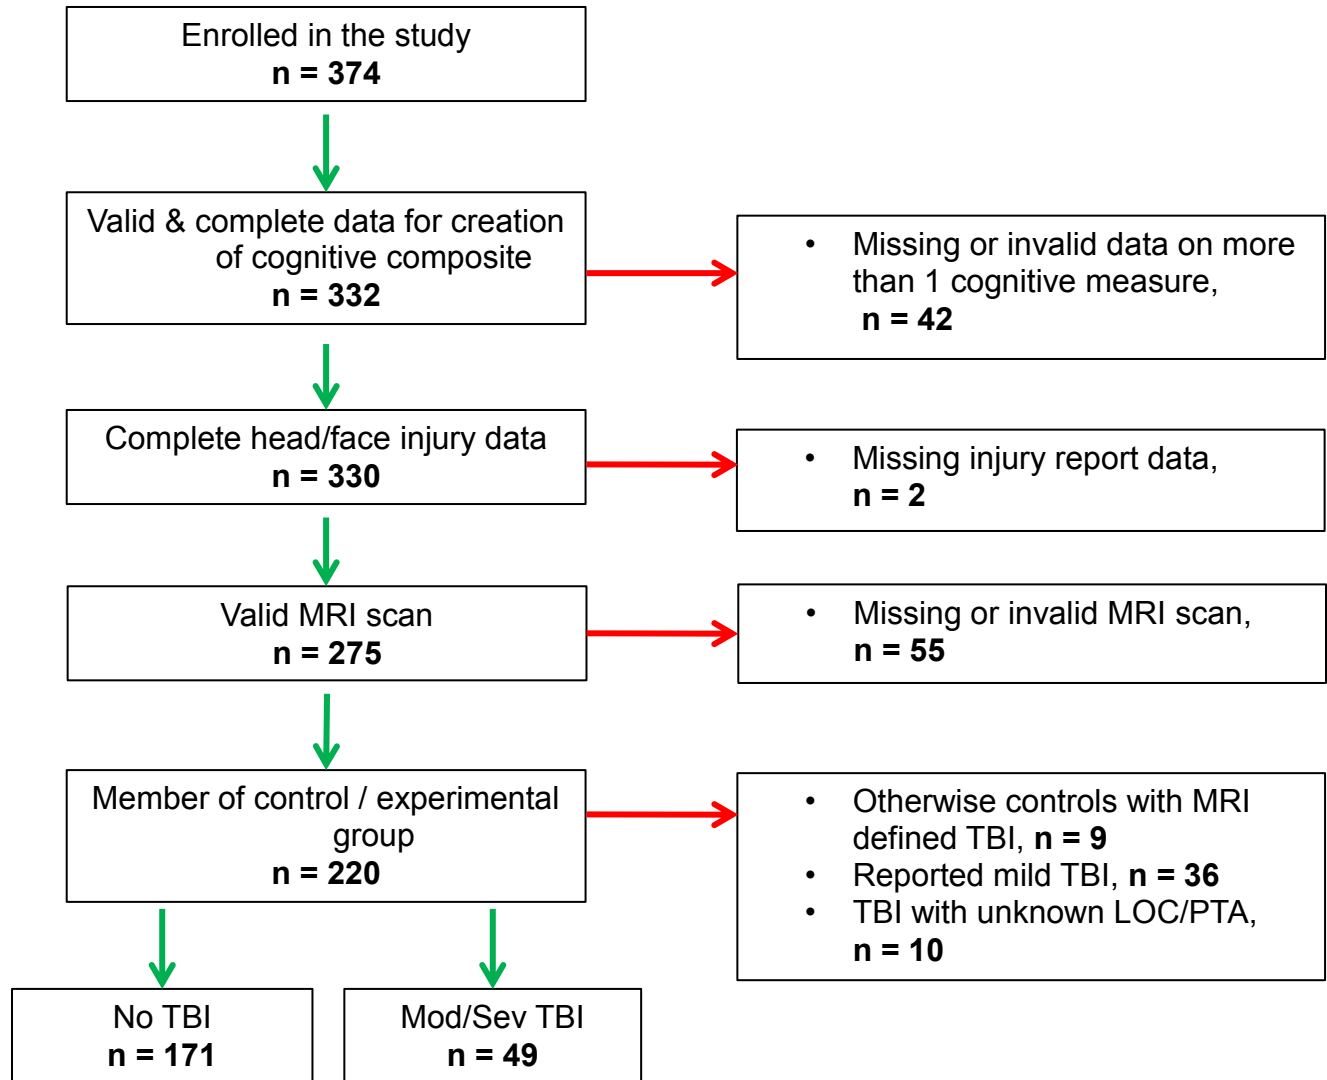 Enrolled in the study
n = 374
Valid & complete data for creation
of cognitive composite
n = 332
• Missing or invalid data on more
than 1 cognitive measure,
n = 42
Complete head/face injury data
n = 330
• Missing injury report data,
n = 2
Valid MRI scan
n = 275
• Missing or invalid MRI scan,
n = 55
Member of control / experimental
group
n = 220
• Otherwise controls with MRI
defined TBI, n = 9
• Reported mild TBI, n = 36
• TBI with unknown LOC/PTA,
n = 10
No TBI
n = 171
Mod/Sev TBI
n = 49